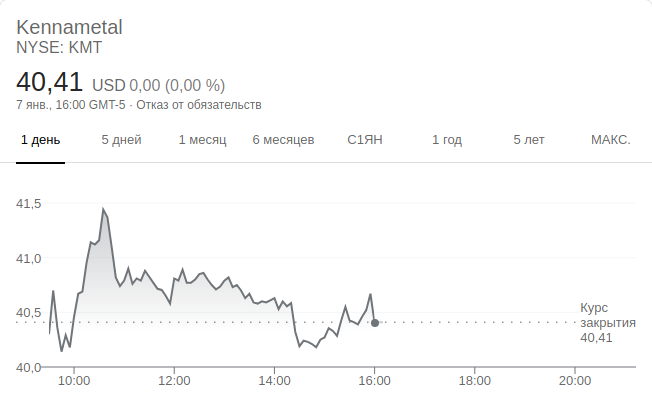 Kennametal
NYSE: KMT
40,41 USD 0,00 (0,00 %)
7 янв., 16:00 GMT-5 · Отказ от обязательств
1 день 5 дней 1 месяц 6 месяцев С1ЯН 1 год 5 лет МАКС.
41,5
41,0
40,5
Курс
закрытия
40,41
40,0
10:00 12:00 14:00 16:00 18:00 20:00